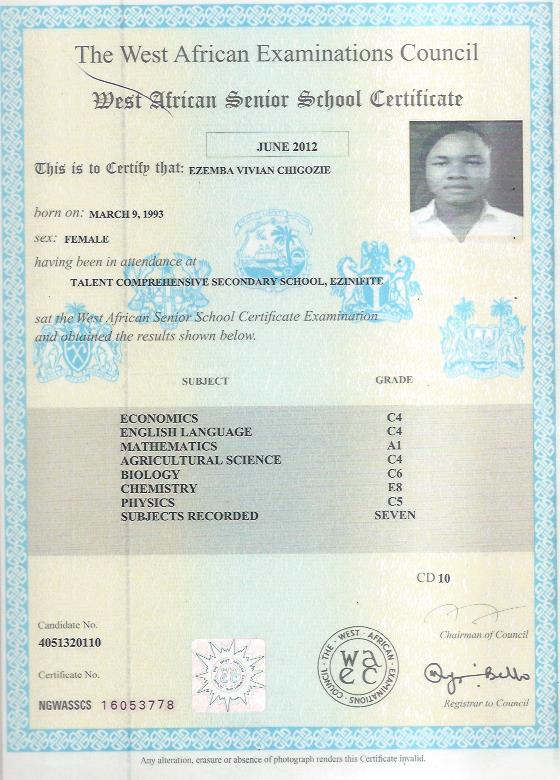 The West African Examinations Council
West African Senior School Certificate
JUNE 2012
This is to Certify that: EZEMBA VIVIAN CHIGOZIE
born on: MARCH 9, 1993
sex: FEMALE
having been in attendance at
TALENT COMPREHENSIVE SECONDARY SCHOOL, EZINIFITE
sat the West African Senior School Certificate Examination
and obtained the results shown below.
SUBJECT GRADE
ECONOMICS C4
ENGLISH LANGUAGE C4
MATHEMATICS A1
AGRICULTURAL SCIENCE C4
BIOLOGY C6
CHEMISTRY E8
PHYSICS C5
SUBJECTS RECORDED SEVEN
CD 10
Candidate No.
4051320110
Chairman of Council
Certificate No.
NGWASSCS 16053778
THE WEST AFRICAN EXAMINATIONS COUNCIL
waec
Registrar to Council
Any alteration, erasure or absence of photograph renders this Certificate invalid.